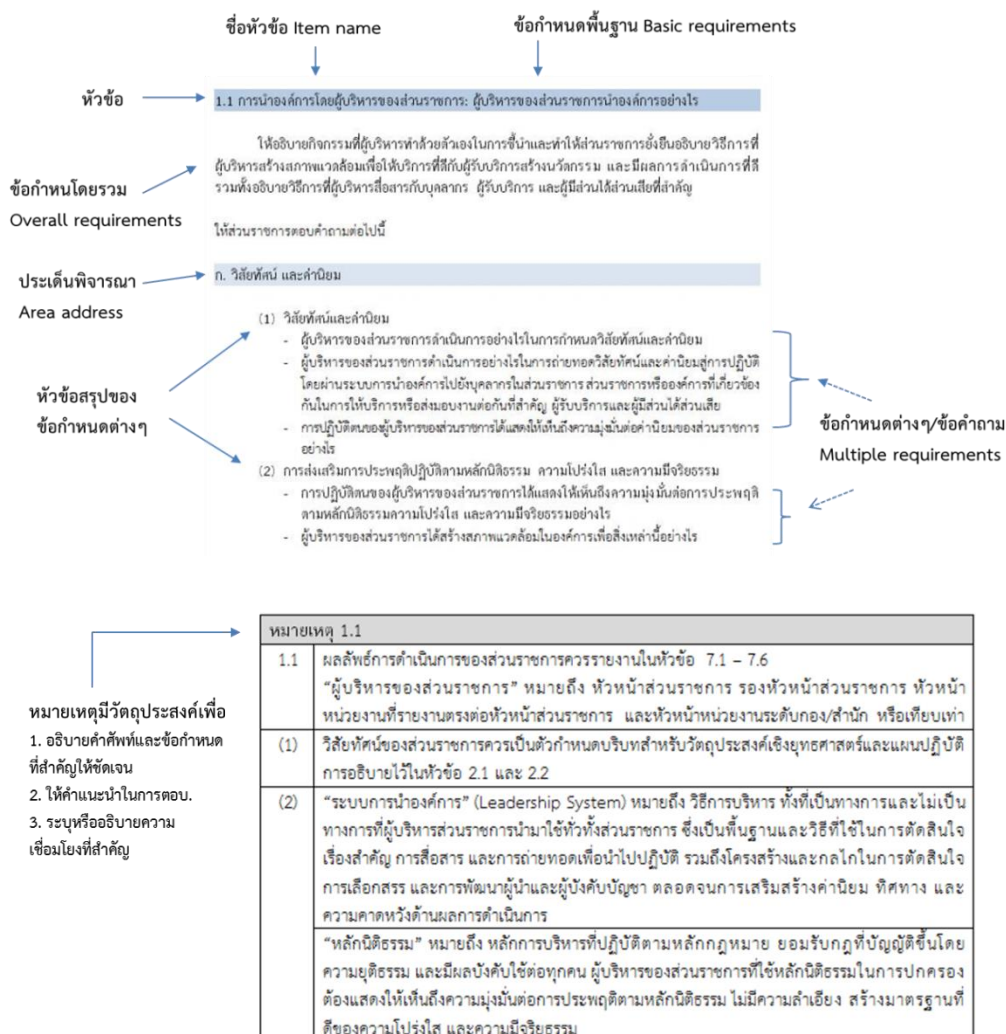 ชื่อหัวข้อ Item name
ข้อกำหนดพื้นฐาน Basic requirements
หัวข้อ
1.1 การนำองค์การโดยผู้บริหารของส่วนราชการ: ผู้บริหารของส่วนราชการนำองค์การอย่างไร
ข้อกำหนโดยรวม
Overall requirements
ให้อธิบายกิจกรรมที่ผู้บริหารทำด้วยตัวเองในการชี้นำและทำให้ส่วนราชการยั่งยืนอธิบายวิธีการที่
ผู้บริหารสร้างสภาพแวดล้อมเพื่อให้บริการที่ดีกับผู้รับบริการสร้างนวัตกรรม และมีผลการดำเนินการที่ดี
รวมทั้งอธิบายวิธีการที่ผู้บริหารสื่อสารกับบุคลากร ผู้รับบริการ และผู้มีส่วนได้ส่วนเสียที่สำคัญ
ให้ส่วนราชการตอบคำถามต่อไปนี้
ประเด็นพิจารณา
Area address
ก. วิสัยทัศน์ และค่านิยม
หัวข้อสรุปของ
ข้อกำหนดต่างๆ
(1) วิสัยทัศน์และค่านิยม
- ผู้บริหารของส่วนราชการดำเนินการอย่างไรในการกำหนดวิสัยทัศน์และค่านิยม
- ผู้บริหารของส่วนราชการดำเนินการอย่างไรในการถ่ายทอดวิสัยทัศน์และค่านิยมสู่การปฏิบัติ
โดยผ่านระบบการนำองค์การไปยังบุคลากรในส่วนราชการ ส่วนราชการหรือองค์การที่เกี่ยวข้อง
กันในการให้บริการหรือส่งมอบงานต่อกันที่สำคัญ ผู้รับบริการและผู้มีส่วนได้ส่วนเสีย
- การปฏิบัติตนของผู้บริหารของส่วนราชการได้แสดงให้เห็นถึงความมุ่งมั่นต่อค่านิยมของส่วนราชการ
อย่างไร
(2) การส่งเสริมการประพฤติปฏิบัติตามหลักนิติธรรม ความโปร่งใส และความมีจริยธรรม
- การปฏิบัติตนของผู้บริหารของส่วนราชการได้แสดงให้เห็นถึงความมุ่งมั่นต่อการประพฤติ
ตามหลักนิติธรรมความโปร่งใส และความมีจริยธรรมอย่างไร
- ผู้บริหารของส่วนราชการได้สร้างสภาพแวดล้อมในองค์การเพื่อสิ่งเหล่านี้อย่างไร
ข้อกำหนดต่างๆ/ข้อคำถาม
Multiple requirements
หมายเหตุมีวัตถุประสงค์เพื่อ
1. อธิบายคำศัพท์และข้อกำหนด
ที่สำคัญให้ชัดเจน
2. ให้คำแนะนำในการตอบ.
3. ระบุหรืออธิบายความ
เชื่อมโยงที่สำคัญ
หมายเหตุ 1.1
1.1 ผลลัพธ์การดำเนินการของส่วนราชการควรรายงานในหัวข้อ 7.1 – 7.6
“ผู้บริหารของส่วนราชการ” หมายถึง หัวหน้าส่วนราชการ รองหัวหน้าส่วนราชการ หัวหน้า
หน่วยงานที่รายงานตรงต่อหัวหน้าส่วนราชการ และหัวหน้าหน่วยงานระดับกอง/สำนัก หรือเทียบเท่า
(1) วิสัยทัศน์ของส่วนราชการควรเป็นตัวกำหนดบริบทสำหรับวัตถุประสงค์เชิงยุทธศาสตร์และแผนปฏิบัติ
การอธิบายไว้ในหัวข้อ 2.1 และ 2.2
(2) “ระบบการนำองค์การ” (Leadership System) หมายถึง วิธีการบริหาร ทั้งที่เป็นทางการและไม่เป็น
ทางการที่ผู้บริหารส่วนราชการนำมาใช้ทั่วทั้งส่วนราชการ ซึ่งเป็นพื้นฐานและวิธีที่ใช้ในการตัดสินใจ
เรื่องสำคัญ การสื่อสาร และการถ่ายทอดเพื่อนำไปปฏิบัติ รวมถึงโครงสร้างและกลไกในการตัดสินใจ
การเลือกสรร และการพัฒนาผู้นำและผู้บังคับบัญชา ตลอดจนการเสริมสร้างค่านิยม ทิศทาง และ
ความคาดหวังด้านผลการดำเนินการ
“หลักนิติธรรม” หมายถึง หลักการบริหารที่ปฏิบัติตามหลักกฎหมาย ยอมรับกฎที่บัญญัติขึ้นโดย
ความยุติธรรม และมีผลบังคับใช้ต่อทุกคน ผู้บริหารของส่วนราชการที่ใช้หลักนิติธรรมในการปกครอง
ต้องแสดงให้เห็นถึงความมุ่งมั่นต่อการประพฤติตามหลักนิติธรรม ไม่มีความลำเอียง สร้างมาตรฐานที่
ดีของความโปร่งใส และความมีจริยธรรม